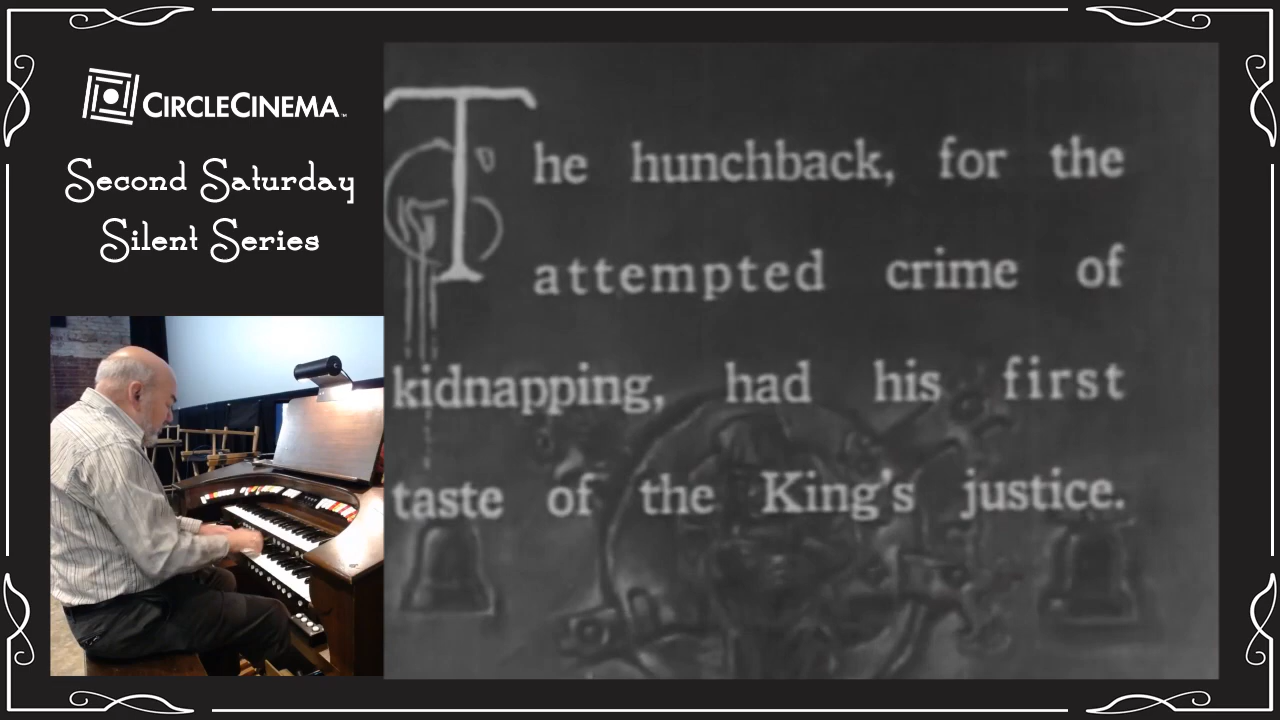 CIRCLECINEMA™
Second Saturday
Silent Series
The hunchback, for the
attempted crime of
kidnapping, had his first
taste of the King's justice.